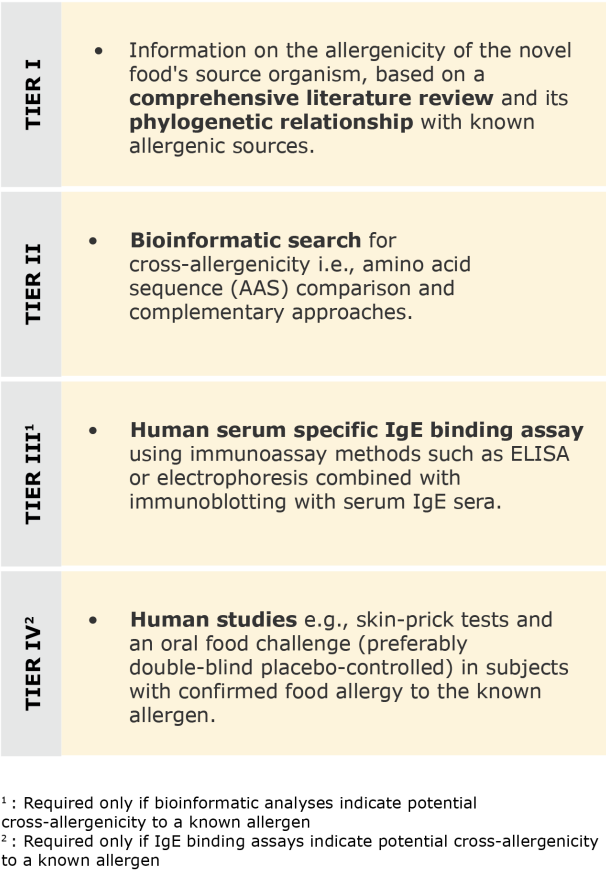 TIER I
• Information on the allergenicity of the novel
food's source organism, based on a
comprehensive literature review and its
phylogenetic relationship with known
allergenic sources.
TIER II
• Bioinformatic search for
cross-allergenicity i.e., amino acid
sequence (AAS) comparison and
complementary approaches.
TIER III¹
• Human serum specific IgE binding assay
using immunoassay methods such as ELISA
or electrophoresis combined with
immunoblotting with serum IgE sera.
TIER IV²
• Human studies e.g., skin-prick tests and
an oral food challenge (preferably
double-blind placebo-controlled) in subjects
with confirmed food allergy to the known
allergen.
¹ : Required only if bioinformatic analyses indicate potential
cross-allergenicity to a known allergen
² : Required only if IgE binding assays indicate potential cross-allergenicity
to a known allergen